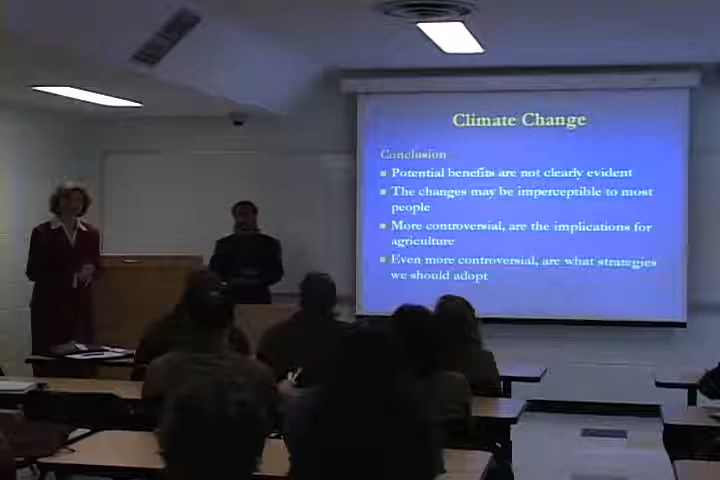 Climate Change
Conclusion
Potential benefits are not clearly evident
The changes may be imperceptible to most
people
More controversial, are the implications for
agriculture
Even more controversial, are what strategies
we should adopt